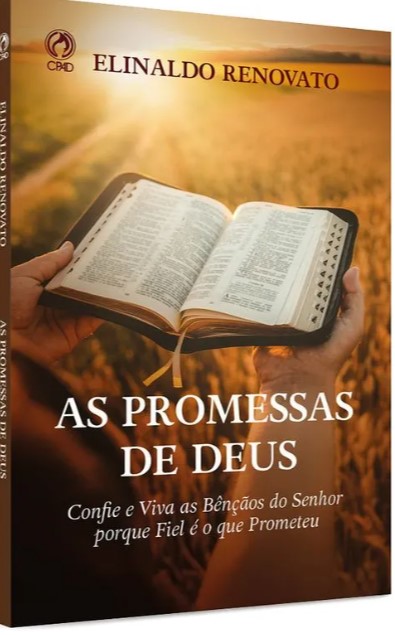 CPAD
ELINALDO RENOVATO
AS PROMESSAS
DE DEUS
Confie e Viva as Bênçãos do Senhor
porque Fiel é o que Prometeu
ELINALDO RENOVATO
AS PROMESSAS DE DEUS